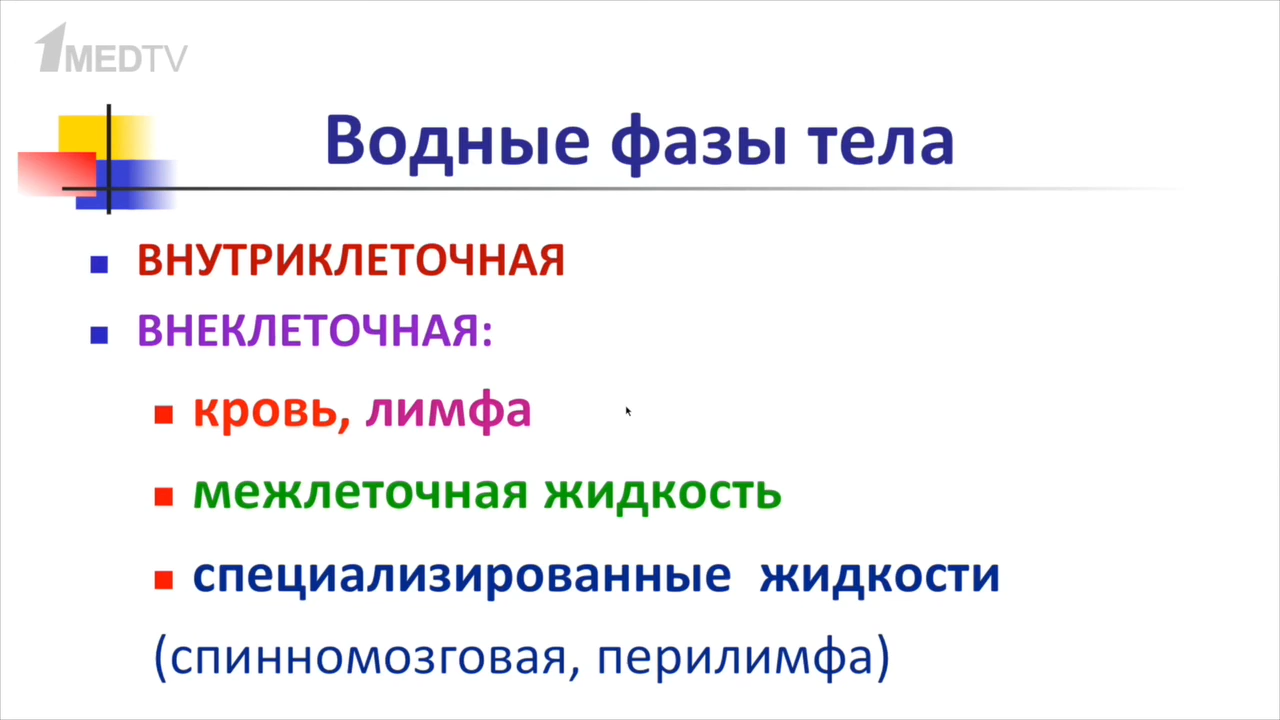 1MEDTV
Водные фазы тела
ВНУТРИКЛЕТОЧНАЯ
ВНЕКЛЕТОЧНАЯ:
кровь, лимфа
межлеточная жидкость
специализированные жидкости
(спинномозговая, перилимфа)